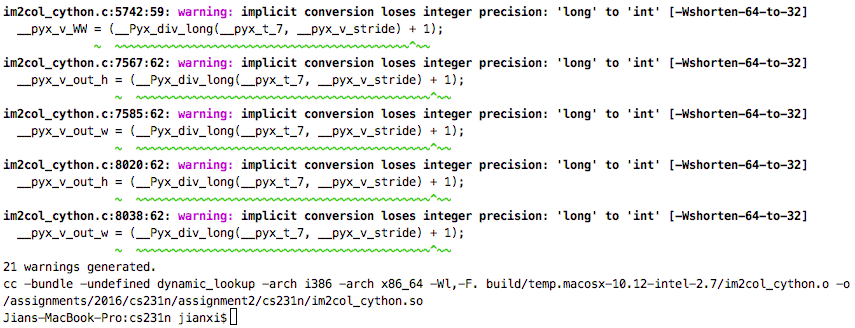 im2col_cython.c:5742:59: warning: implicit conversion loses integer precision: 'long' to 'int' [-Wshorten-64-to-32]
  __pyx_v_WW = (__Pyx_div_long(__pyx_t_7, __pyx_v_stride) + 1);
             ~  ~~~~~~~~~~~~~~~~~~~~~~~~~~~~~~~~~~~~~~~~~~^~~
im2col_cython.c:7567:62: warning: implicit conversion loses integer precision: 'long' to 'int' [-Wshorten-64-to-32]
  __pyx_v_out_h = (__Pyx_div_long(__pyx_t_7, __pyx_v_stride) + 1);
                ~  ~~~~~~~~~~~~~~~~~~~~~~~~~~~~~~~~~~~~~~~~~~^~~
im2col_cython.c:7585:62: warning: implicit conversion loses integer precision: 'long' to 'int' [-Wshorten-64-to-32]
  __pyx_v_out_w = (__Pyx_div_long(__pyx_t_7, __pyx_v_stride) + 1);
                ~  ~~~~~~~~~~~~~~~~~~~~~~~~~~~~~~~~~~~~~~~~~~^~~
im2col_cython.c:8020:62: warning: implicit conversion loses integer precision: 'long' to 'int' [-Wshorten-64-to-32]
  __pyx_v_out_h = (__Pyx_div_long(__pyx_t_7, __pyx_v_stride) + 1);
                ~  ~~~~~~~~~~~~~~~~~~~~~~~~~~~~~~~~~~~~~~~~~~^~~
im2col_cython.c:8038:62: warning: implicit conversion loses integer precision: 'long' to 'int' [-Wshorten-64-to-32]
  __pyx_v_out_w = (__Pyx_div_long(__pyx_t_7, __pyx_v_stride) + 1);
                ~  ~~~~~~~~~~~~~~~~~~~~~~~~~~~~~~~~~~~~~~~~~~^~~
21 warnings generated.
cc -bundle -undefined dynamic_lookup -arch i386 -arch x86_64 -Wl,-F. build/temp.macosx-10.12-intel-2.7/im2col_cython.o -o
/assignments/2016/cs231n/assignment2/cs231n/im2col_cython.so
Jians-MacBook-Pro:cs231n jianxi$